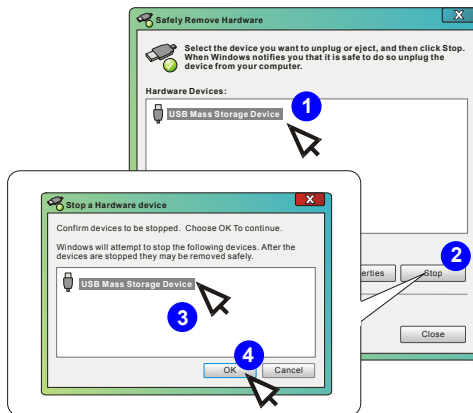 Safely Remove Hardware
X
Select the device you want to unplug or eject, and then click Stop.
When Windows notifies you that it is safe to do so unplug the
device from your computer.
Hardware Devices:
USB Mass Storage Device
1
2
erties
Stop
Close
Stop a Hardware device
X
Confirm devices to be stopped. Choose OK To continue.
Windows will attempt to stop the following devices. After the
devices are stopped they may be removed safely.
USB Mass Storage Device
3
4
OK
Cancel